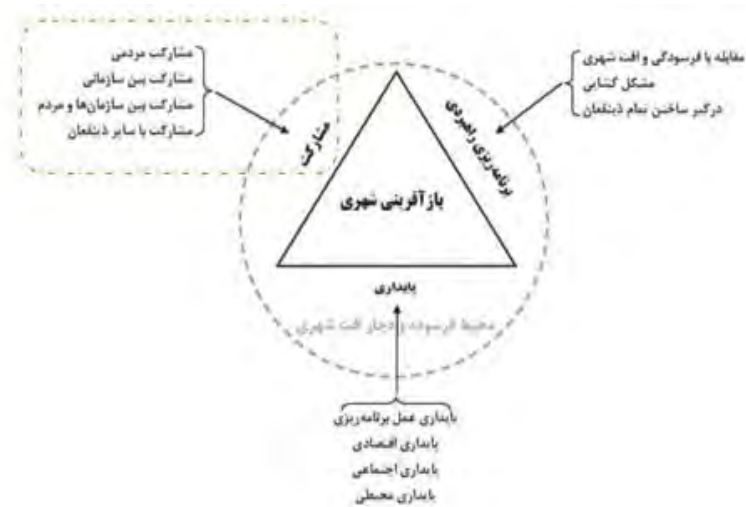 مقابله با فرسودگی و افت شهری
مشکل گشایی
درگیر ساختن تمام ذینفعان
مشارکت مردمی
مشارکت بین سازمانی
مشارکت بین سازمان‌ها و مردم
مشارکت با سایر ذینفعان
برنامه‌ریزی راهبردی
مشارکت
بازآفرینی شهری
پایداری
محیط فرسوده و دچار افت شهری
پایداری عمل برنامه‌ریزی
پایداری اقتصادی
پایداری اجتماعی
پایداری محیطی